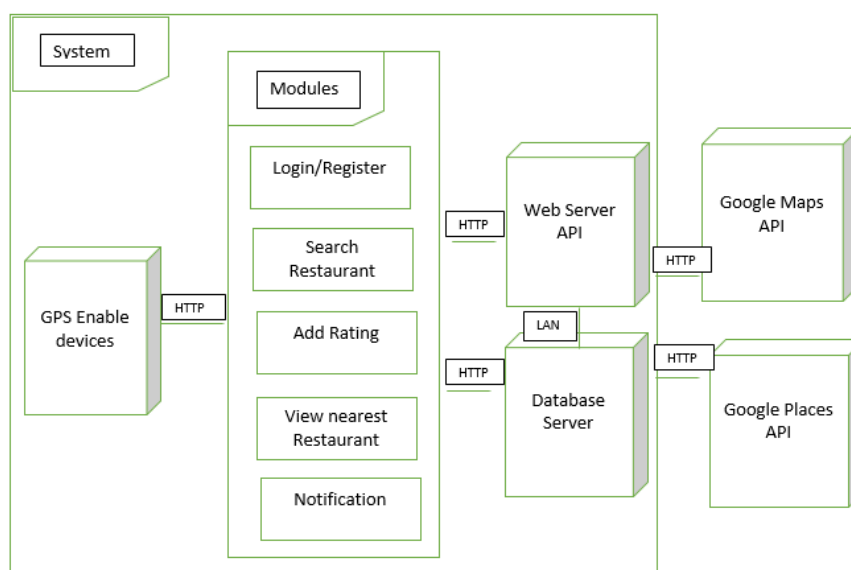 System
Modules
Login/Register
Search
Restaurant
Add Rating
View nearest
Restaurant
Notification
GPS Enable
devices
HTTP
HTTP
HTTP
Web Server
API
LAN
Database
Server
HTTP
HTTP
Google Maps
API
Google Places
API